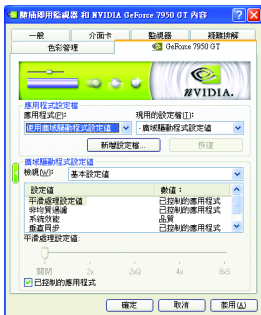 隨插即用監視器 和 NVIDIA GeForce 7950 GT 內容
一般 介面卡 監視器 疑難排解
色彩管理 GeForce 7950 GT
NVIDIA.
應用程式設定檔
應用程式(P): 現用的設定檔(T):
使用廣域驅動程式設定值 - 廣域驅動程式設定值
新增設定檔... 恢復
廣域驅動程式設定值
檢視(W): 基本設定值
設定值 數值：
平滑處理設定 已控制的應用程式
非均質過濾 已控制的應用程式
系統效能 品質
垂直同步 已控制的應用程式
平滑處理設定值:
關閉 2x 2xQ 4x 8xS
已控制的應用程式
確定 取消 套用(A)